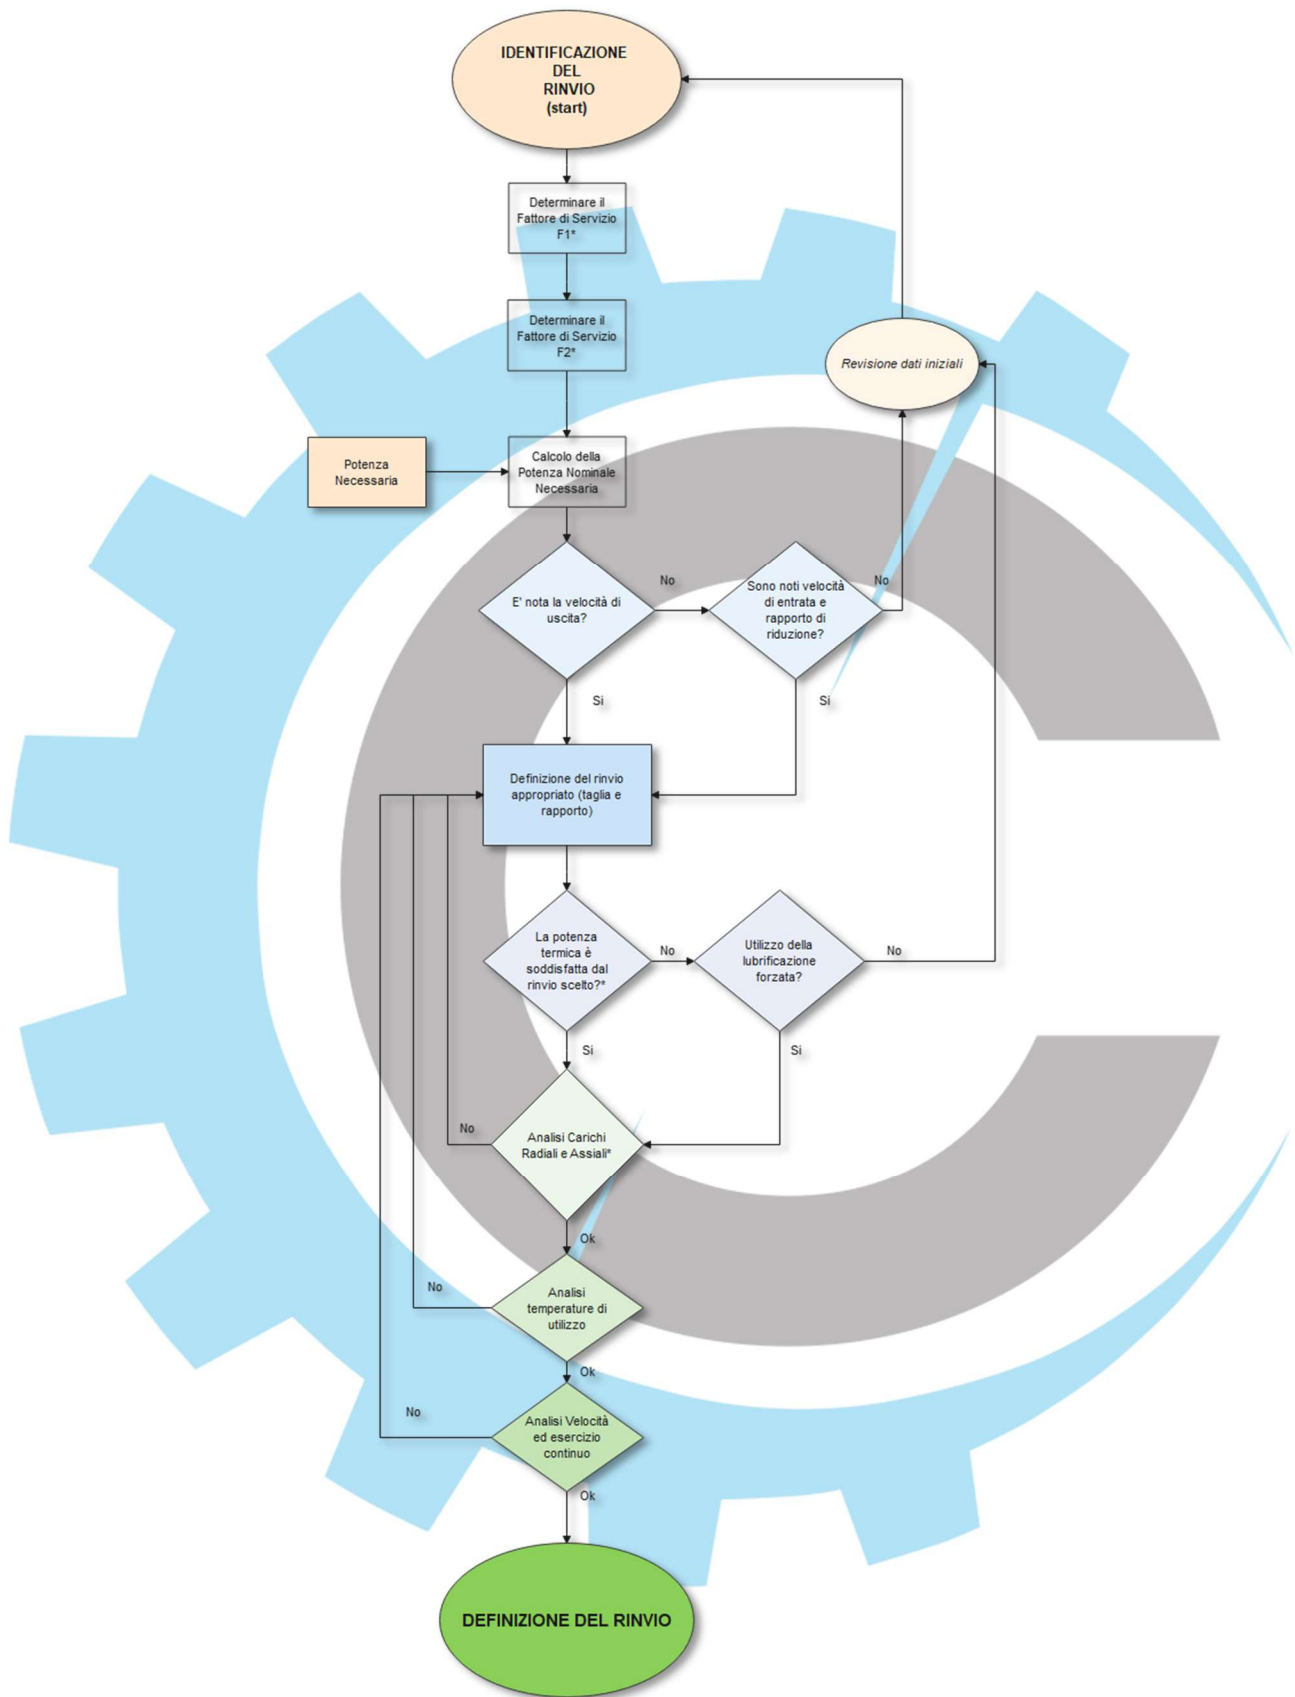 IDENTIFICAZIONE
DEL
RINVIO
(start)
Determinare il
Fattore di Servizio
F1*
Determinare il
Fattore di Servizio
F2*
Revisione dati iniziali
Potenza
Necessaria
Calcolo della
Potenza Nominale
Necessaria
E' nota la velocità di
uscita?
No
Sono noti velocità
di entrata e
rapporto di
riduzione?
No
Si
Si
Definizione del rinvio
appropriato (taglia e
rapporto)
La potenza
termica è
soddisfatta dal
rinvio scelto?*
No
Utilizzo della
lubrificazione
forzata?
No
Si
Si
No
Analisi Carichi
Radiali e Assiali*
Ok
No
Analisi
temperature di
utilizzo
Ok
No
Analisi Velocità
ed esercizio
continuo
Ok
DEFINIZIONE DEL RINVIO